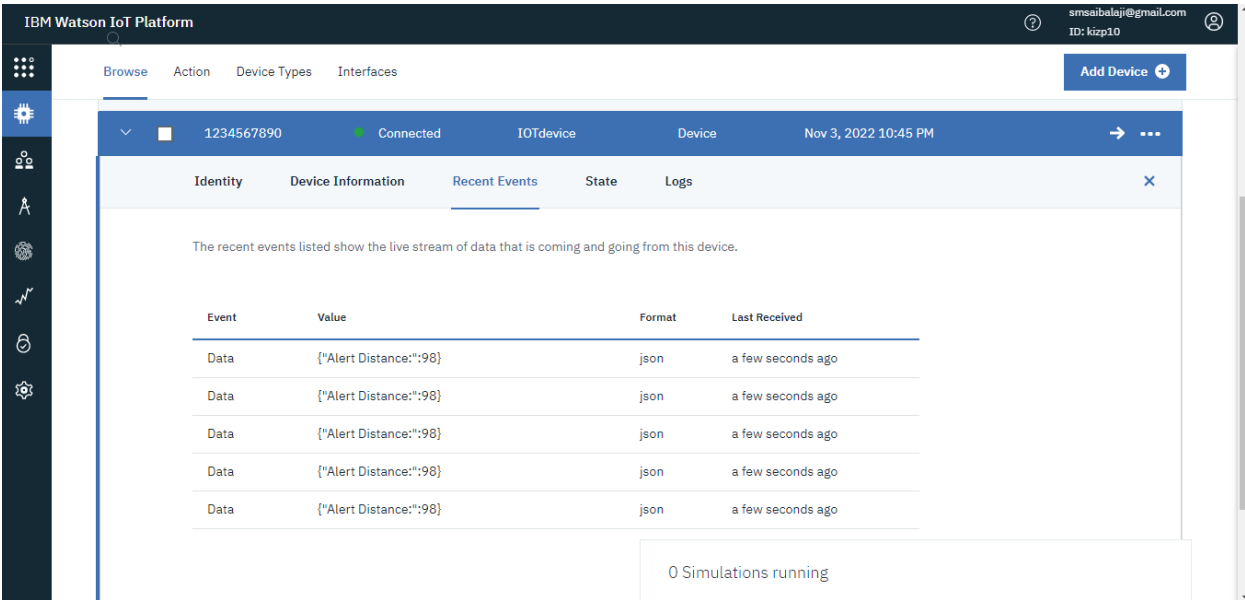 IBM Watson IoT Platform
smsaibalaji@gmail.com
ID: kizp10
Browse Action Device Types Interfaces
Add Device
1234567890 Connected IOTdevice Device Nov 3, 2022 10:45 PM
Identity Device Information Recent Events State Logs
The recent events listed show the live stream of data that is coming and going from this device.
Event Value Format Last Received
Data {"Alert Distance:":98} json a few seconds ago
Data {"Alert Distance:":98} json a few seconds ago
Data {"Alert Distance:":98} json a few seconds ago
Data {"Alert Distance:":98} json a few seconds ago
Data {"Alert Distance:":98} json a few seconds ago
0 Simulations running